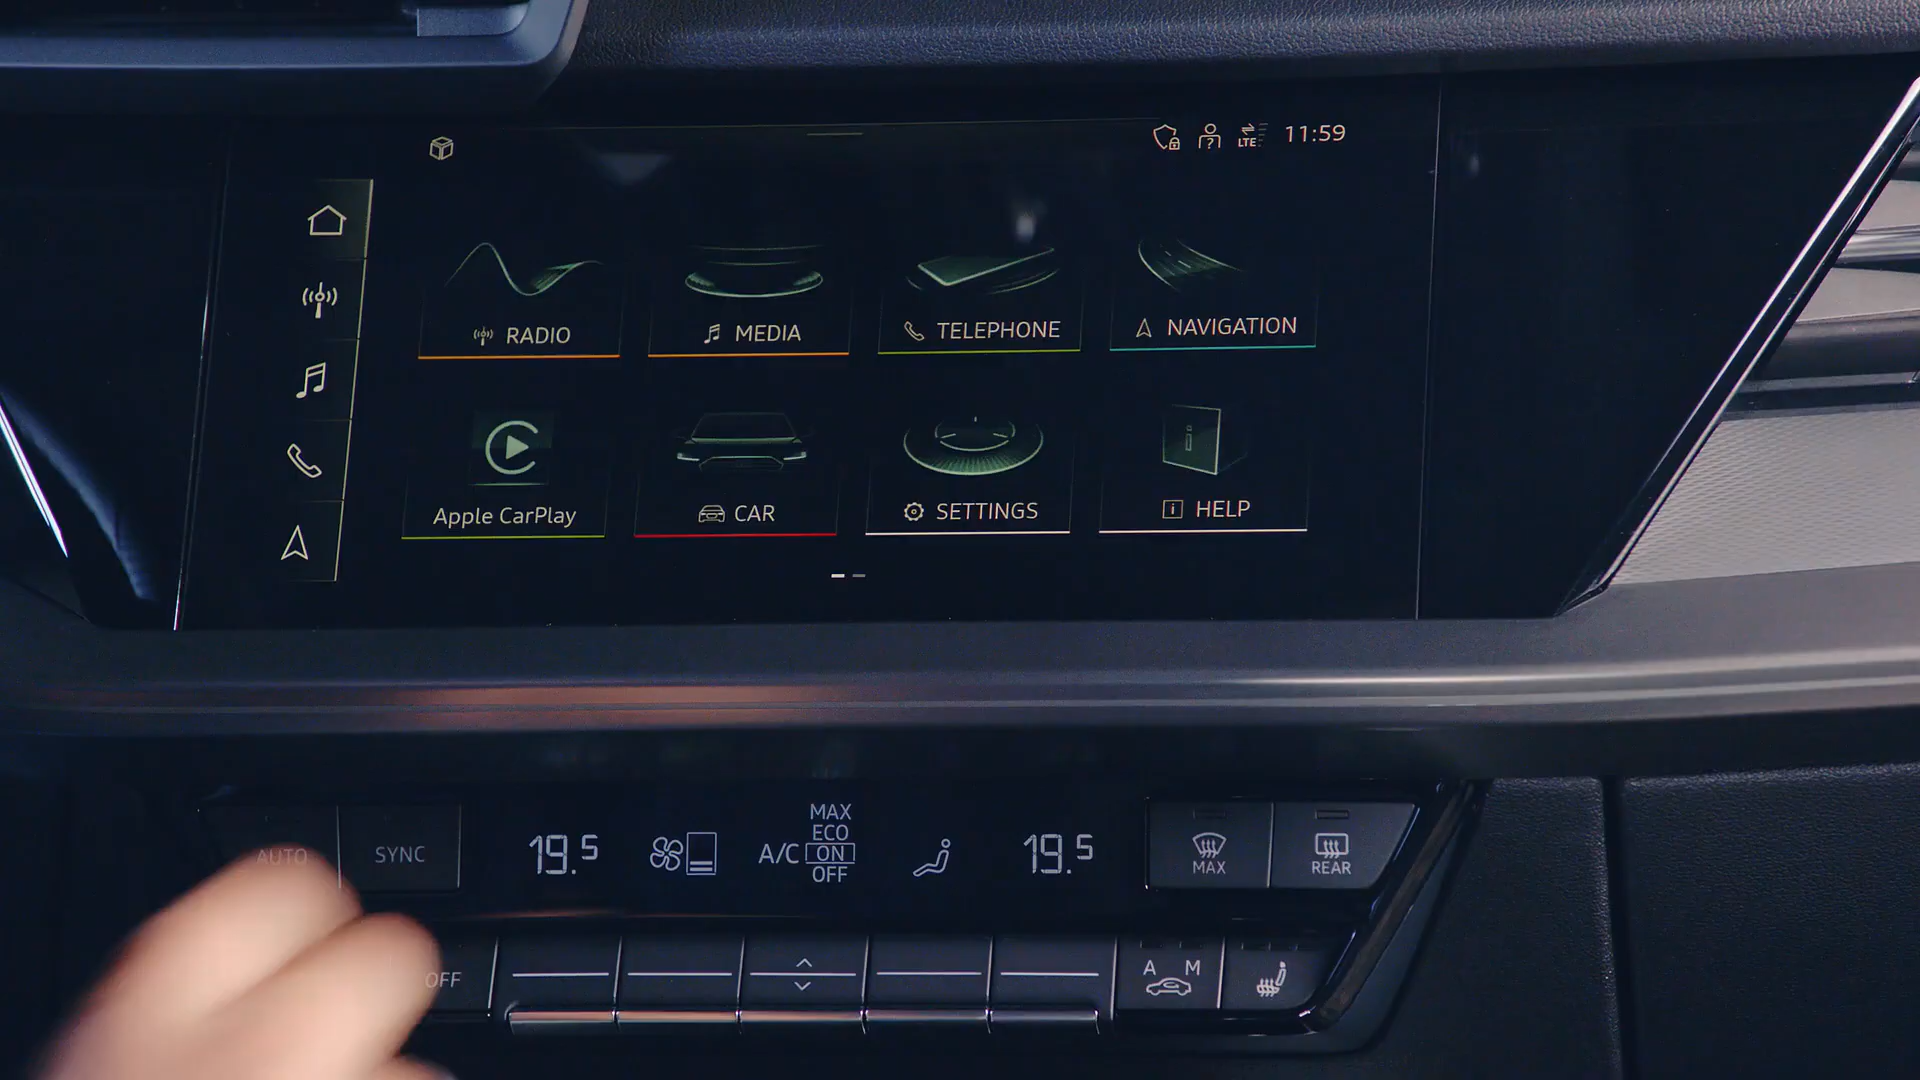 LTE 11:59
RADIO
MEDIA
TELEPHONE
NAVIGATION
Apple CarPlay
CAR
SETTINGS
HELP
AUTO
SYNC
19.5
A/C
MAX
ECO
ON
OFF
19.5
MAX
REAR
OFF
A M